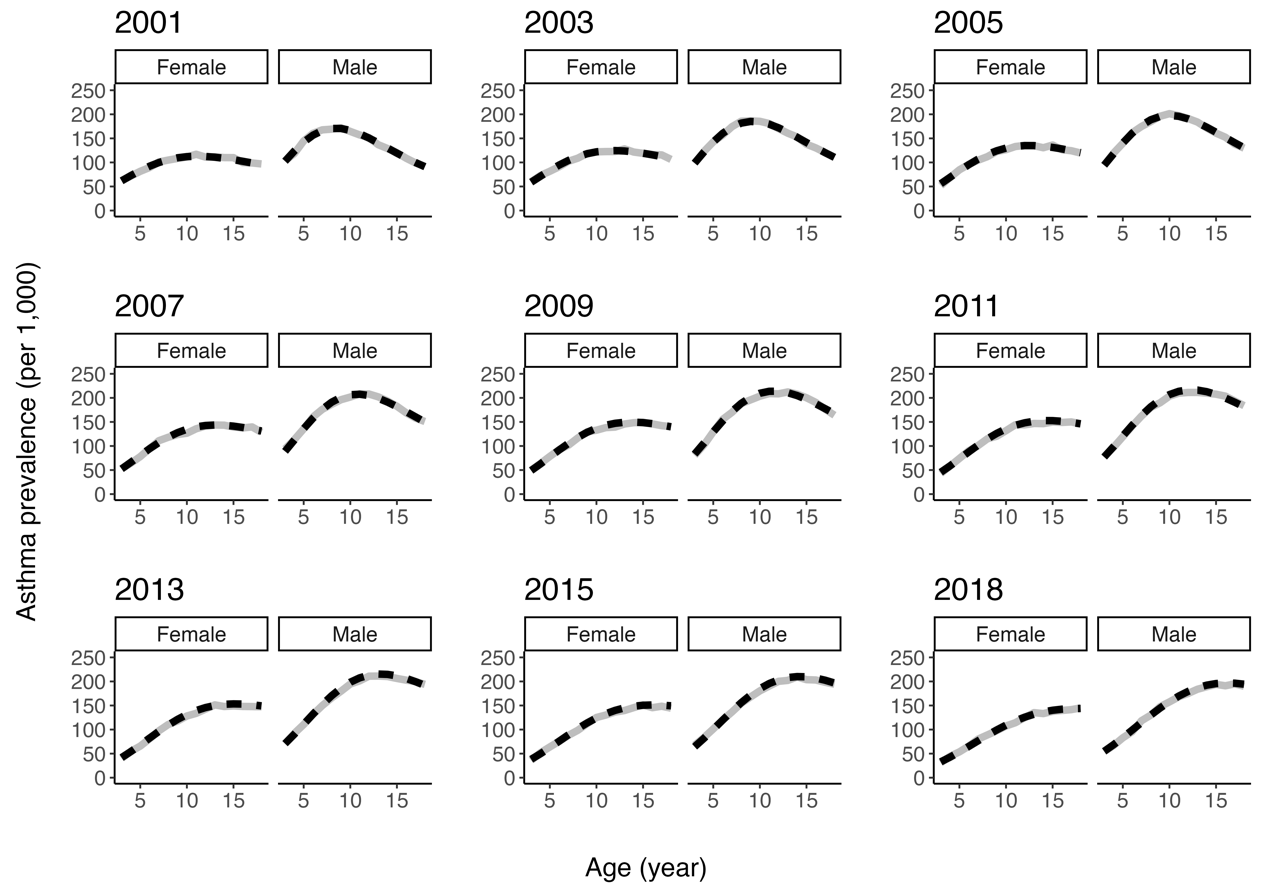 2001 2003 2005
Female Male Female Male Female Male
250 250 250
200 200 200
150 150 150
100 100 100
50 50 50
0 0 0
5 10 15 5 10 15 5 10 15 5 10 15 5 10 15 5 10 15
2007 2009 2011
Female Male Female Male Female Male
250 250 250
200 200 200
150 150 150
100 100 100
50 50 50
0 0 0
5 10 15 5 10 15 5 10 15 5 10 15 5 10 15 5 10 15
2013 2015 2018
Female Male Female Male Female Male
250 250 250
200 200 200
150 150 150
100 100 100
50 50 50
0 0 0
5 10 15 5 10 15 5 10 15 5 10 15 5 10 15 5 10 15
Asthma prevalence (per 1,000)
Age (year)